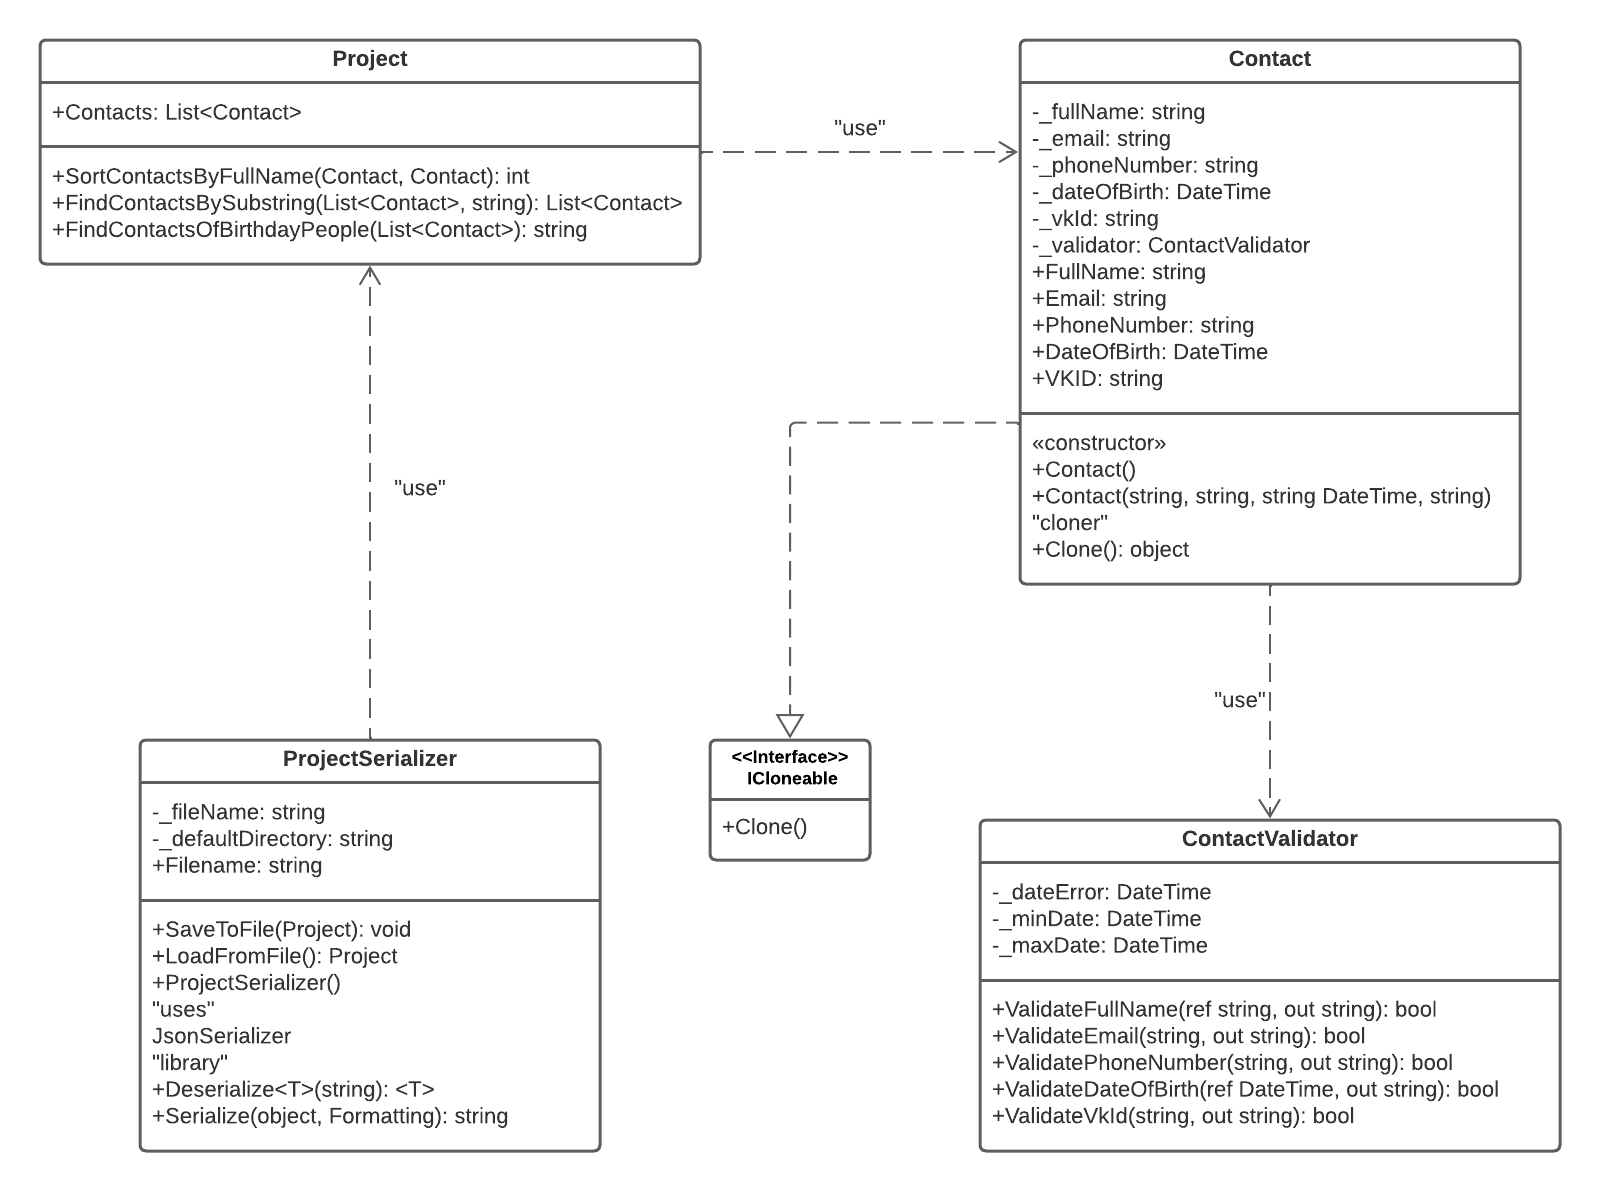 Project
+Contacts: List<Contact>
+SortContactsByFullName(Contact, Contact): int
+FindContactsBySubstring(List<Contact>, string): List<Contact>
+FindContactsOfBirthdayPeople(List<Contact>): string
"use"
Contact
-_fullName: string
-_email: string
-_phoneNumber: string
-_dateOfBirth: DateTime
-_vkId: string
-_validator: ContactValidator
+FullName: string
+Email: string
+PhoneNumber: string
+DateOfBirth: DateTime
+VKID: string
«constructor»
+Contact()
+Contact(string, string, string DateTime, string)
"cloner"
+Clone(): object
"use"
"use"
ProjectSerializer
-_fileName: string
-_defaultDirectory: string
+Filename: string
+SaveToFile(Project): void
+LoadFromFile(): Project
+ProjectSerializer()
"uses"
JsonSerializer
"library"
+Deserialize<T>(string): <T>
+Serialize(object, Formatting): string
<<Interface>>
ICloneable
+Clone()
ContactValidator
-_dateError: DateTime
-_minDate: DateTime
-_maxDate: DateTime
+ValidateFullName(ref string, out string): bool
+ValidateEmail(string, out string): bool
+ValidatePhoneNumber(string, out string): bool
+ValidateDateOfBirth(ref DateTime, out string): bool
+ValidateVkId(string, out string): bool